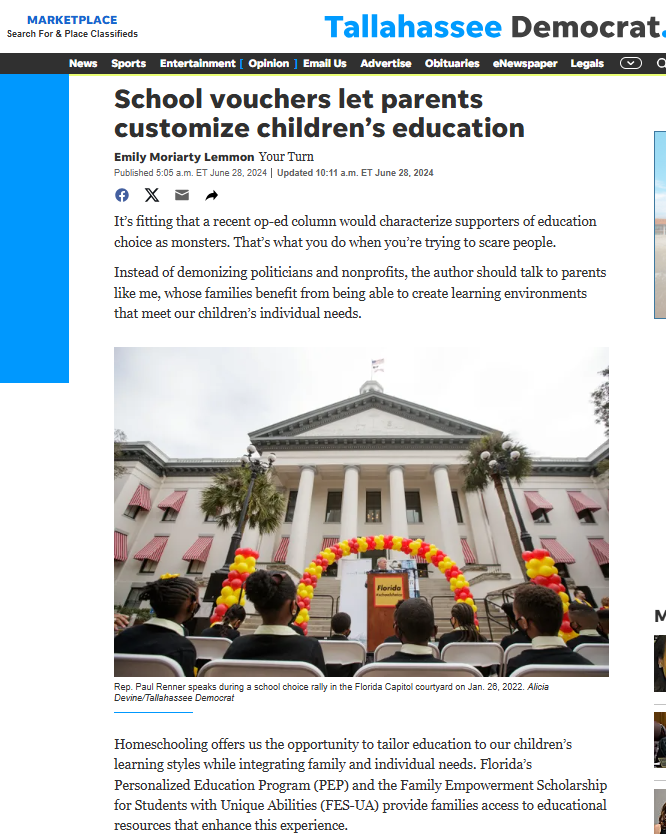 MARKETPLACE
Search For & Place Classifieds
Tallahassee Democrat.
News Sports Entertainment [ Opinion ] Email Us Advertise Obituaries eNewspaper Legals
School vouchers let parents
customize children’s education
Emily Moriarty Lemmon Your Turn
Published 5:05 a.m. ET June 28, 2024 | Updated 10:11 a.m. ET June 28, 2024
It’s fitting that a recent op-ed column would characterize supporters of education
choice as monsters. That’s what you do when you’re trying to scare people.
Instead of demonizing politicians and nonprofits, the author should talk to parents
like me, whose families benefit from being able to create learning environments
that meet our children’s individual needs.
Florida
Rep. Paul Renner speaks during a school choice rally in the Florida Capitol courtyard on Jan. 26, 2022. Alicia
Devine/Tallahassee Democrat
Homeschooling offers us the opportunity to tailor education to our children’s
learning styles while integrating family and individual needs. Florida’s
Personalized Education Program (PEP) and the Family Empowerment Scholarship
for Students with Unique Abilities (FES-UA) provide families access to educational
resources that enhance this experience.